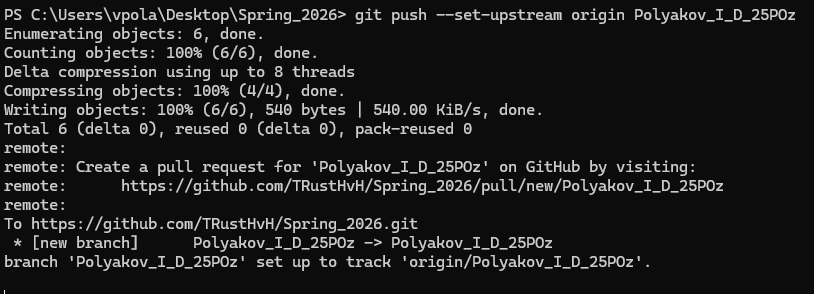 PS C:\Users\vpola\Desktop\Spring_2026> git push --set-upstream origin Polyakov_I_D_25POz
Enumerating objects: 6, done.
Counting objects: 100% (6/6), done.
Delta compression using up to 8 threads
Compressing objects: 100% (4/4), done.
Writing objects: 100% (6/6), 540 bytes | 540.00 KiB/s, done.
Total 6 (delta 0), reused 0 (delta 0), pack-reused 0
remote:
remote: Create a pull request for 'Polyakov_I_D_25POz' on GitHub by visiting:
remote:      https://github.com/TRustHvH/Spring_2026/pull/new/Polyakov_I_D_25POz
remote:
To https://github.com/TRustHvH/Spring_2026.git
 * [new branch]      Polyakov_I_D_25POz -> Polyakov_I_D_25POz
branch 'Polyakov_I_D_25POz' set up to track 'origin/Polyakov_I_D_25POz'.